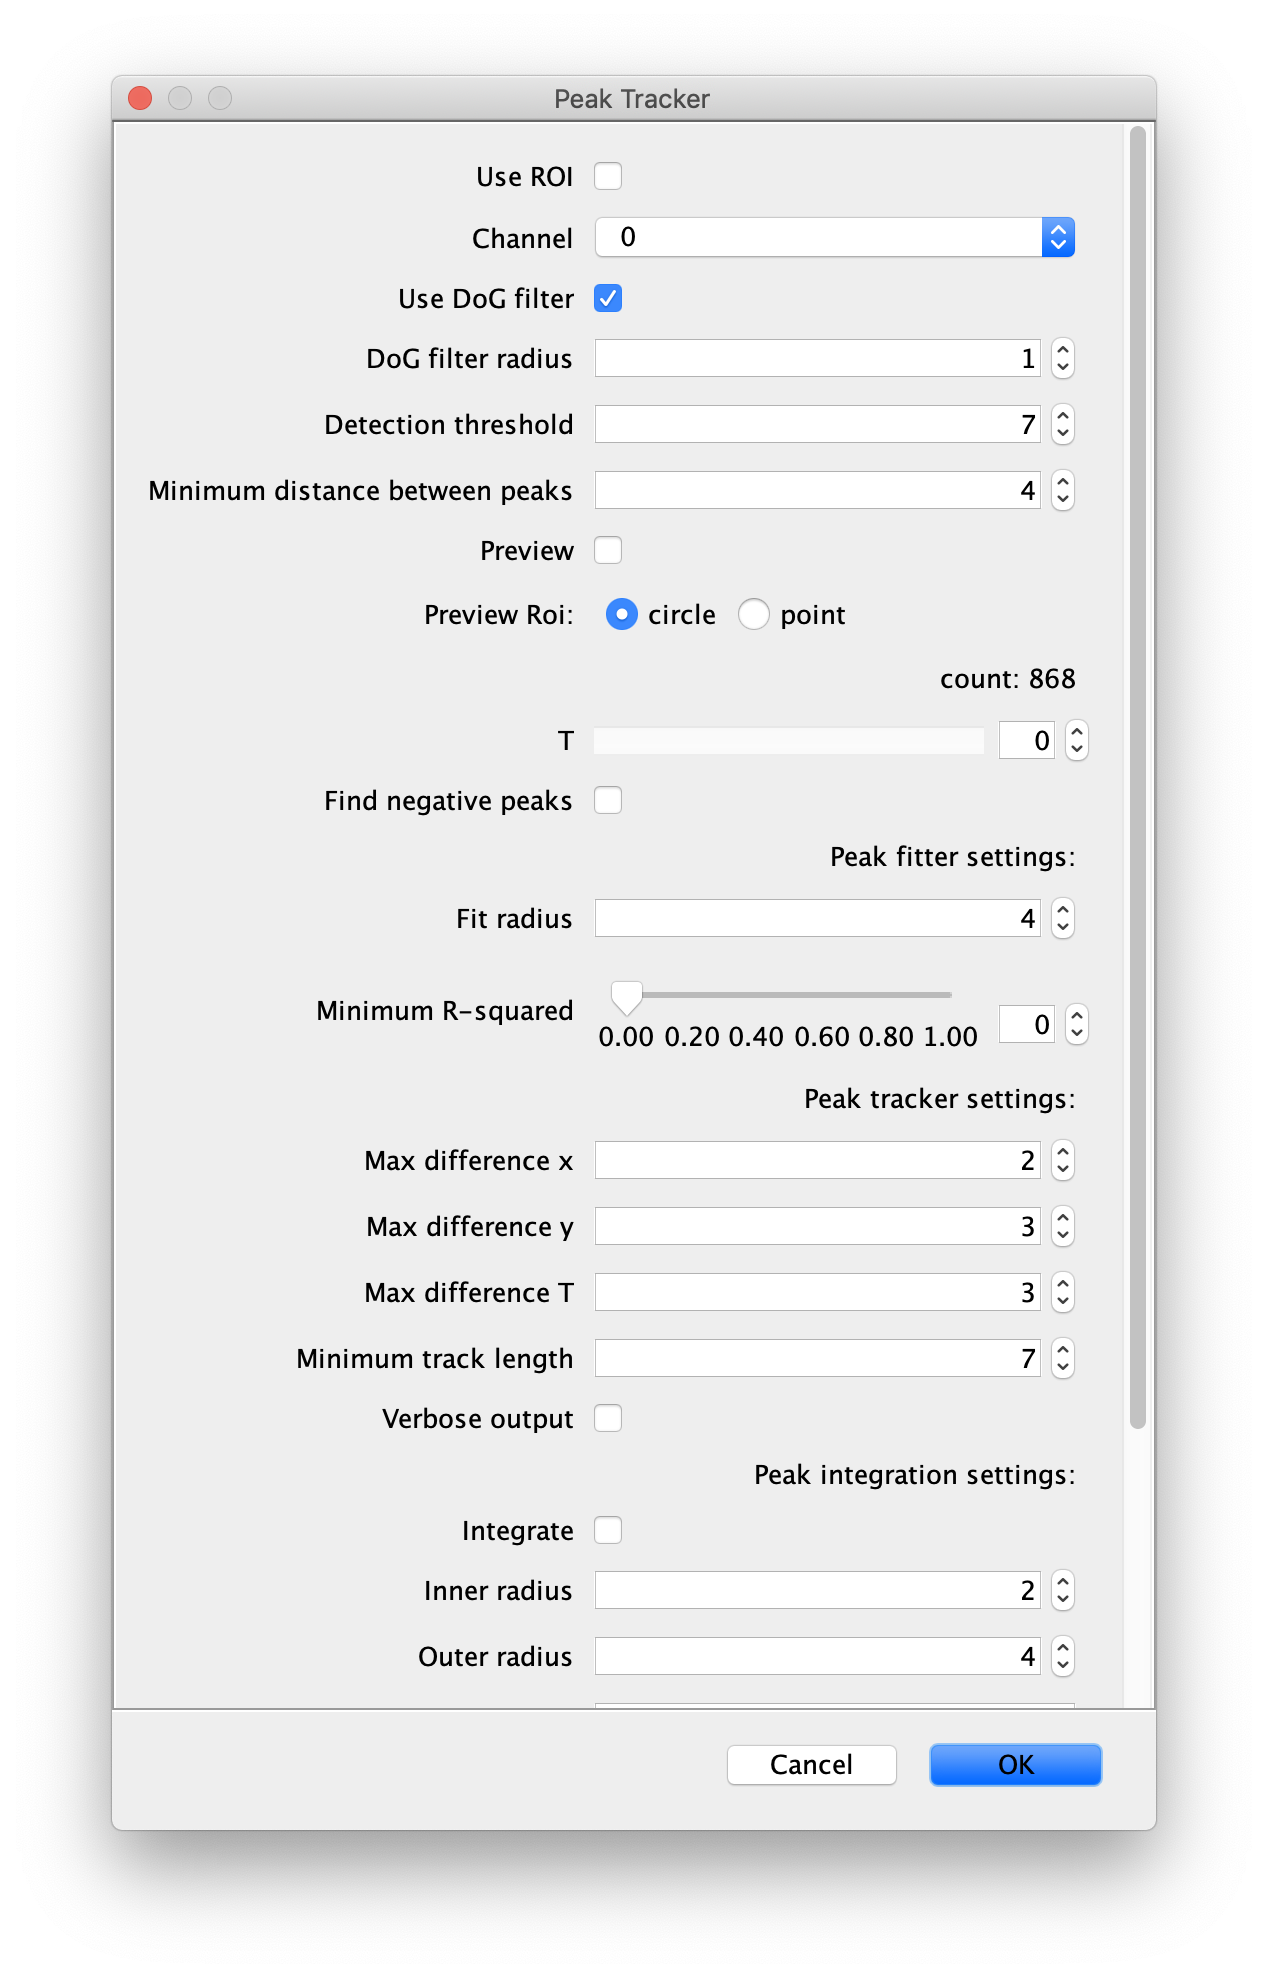 Peak Tracker
Use ROI
Channel 0
Use DoG filter
DoG filter radius 1
Detection threshold 7
Minimum distance between peaks 4
Preview
Preview Roi: circle point
count: 868
T 0
Find negative peaks
Peak fitter settings:
Fit radius 4
Minimum R-squared 0
0.00 0.20 0.40 0.60 0.80 1.00
Peak tracker settings:
Max difference x 2
Max difference y 3
Max difference T 3
Minimum track length 7
Verbose output
Peak integration settings:
Integrate
Inner radius 2
Outer radius 4
Cancel OK